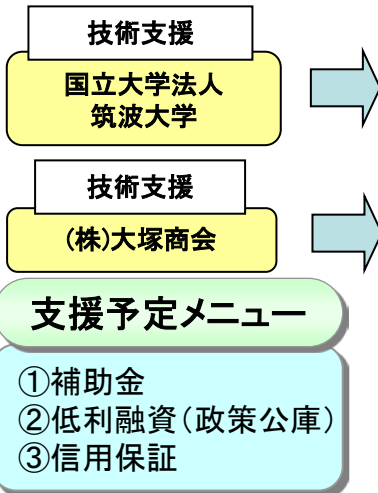 技術支援
国立大学法人
筑波大学
技術支援
(株)大塚商会
支援予定メニュー
①補助金
②低利融資(政策公庫)
③信用保証